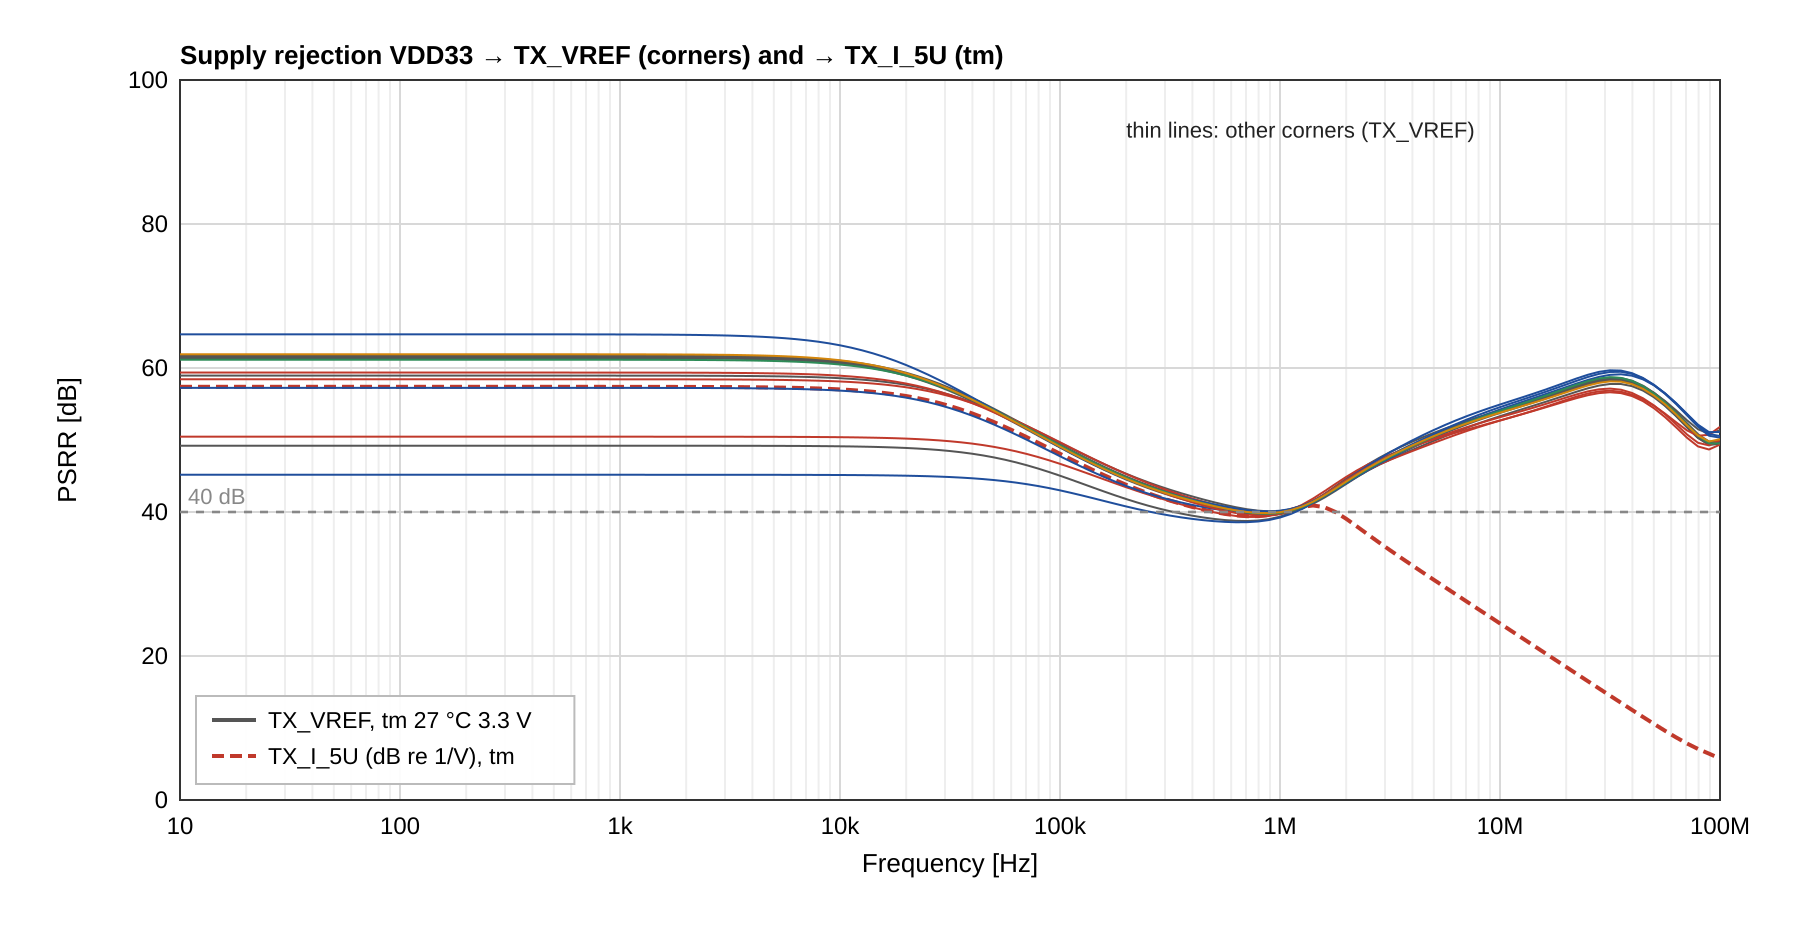 Supply rejection VDD33 → TX_VREF (corners) and → TX_I_5U (tm)
100
80
60
40
20
0
PSRR [dB]
thin lines: other corners (TX_VREF)
40 dB
TX_VREF, tm 27 °C 3.3 V
TX_I_5U (dB re 1/V), tm
10
100
1k
10k
100k
1M
10M
100M
Frequency [Hz]